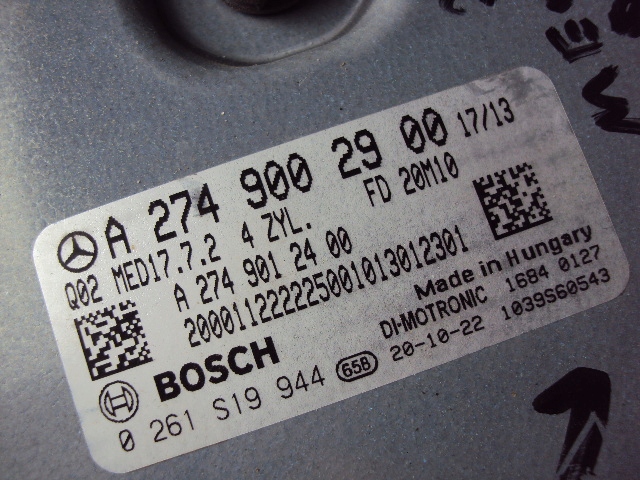 A 274 900 29 00 17/13
Q02 MED17.7.2 4 ZYL. FD 20M10
A 274 901 24 00
200011222225001013012301
Made in Hungary
BOSCH DI-MOTRONIC 1684 0127
0 261 S19 944 65B 20-10-22 1039S60543